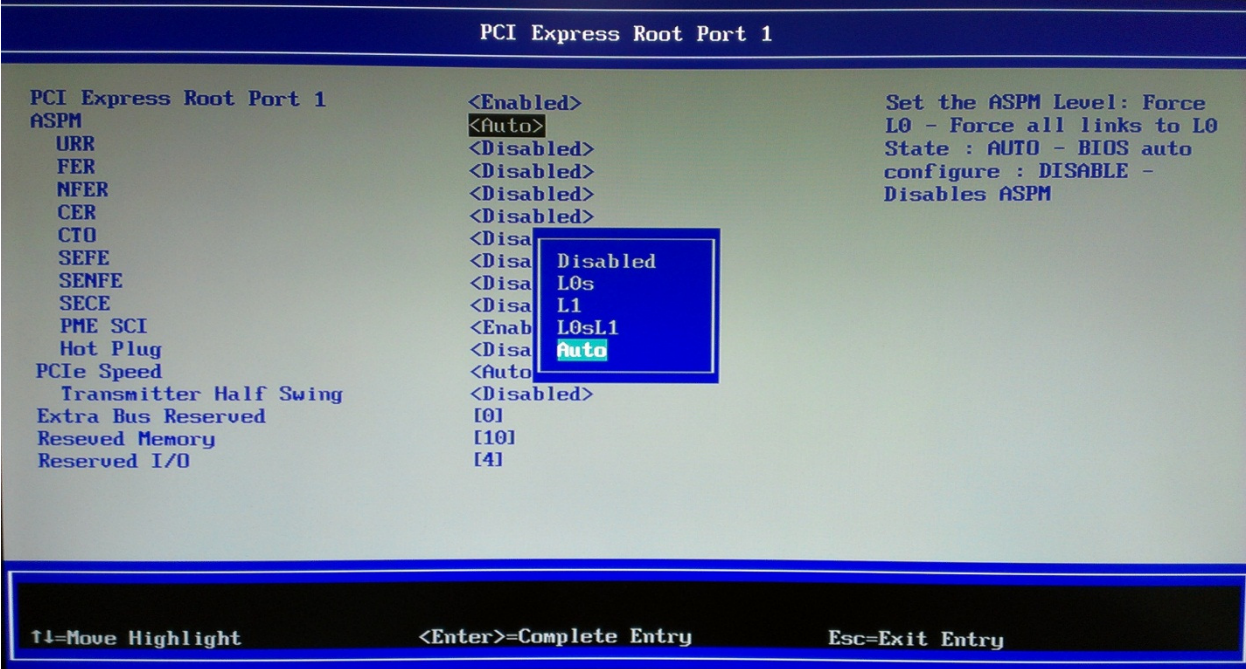 PCI Express Root Port 1
PCI Express Root Port 1 <Enabled>
ASPM <Auto>
URR <Disabled>
FER <Disabled>
NFER <Disabled>
CER <Disabled>
CTO <Disa
SEFE <Disa
SENFE <Disa
SECE <Disa
PME SCI <Enab
Hot Plug <Disa
PCIe Speed <Auto
Transmitter Half Swing <Disabled>
Extra Bus Reserved [0]
Reseved Memory [10]
Reserved I/O [4]
Disabled
L0s
L1
L0sL1
Auto
Set the ASPM Level: Force
L0 - Force all links to L0
State : AUTO - BIOS auto
configure : DISABLE -
Disables ASPM
↑↓=Move Highlight <Enter>=Complete Entry Esc=Exit Entry